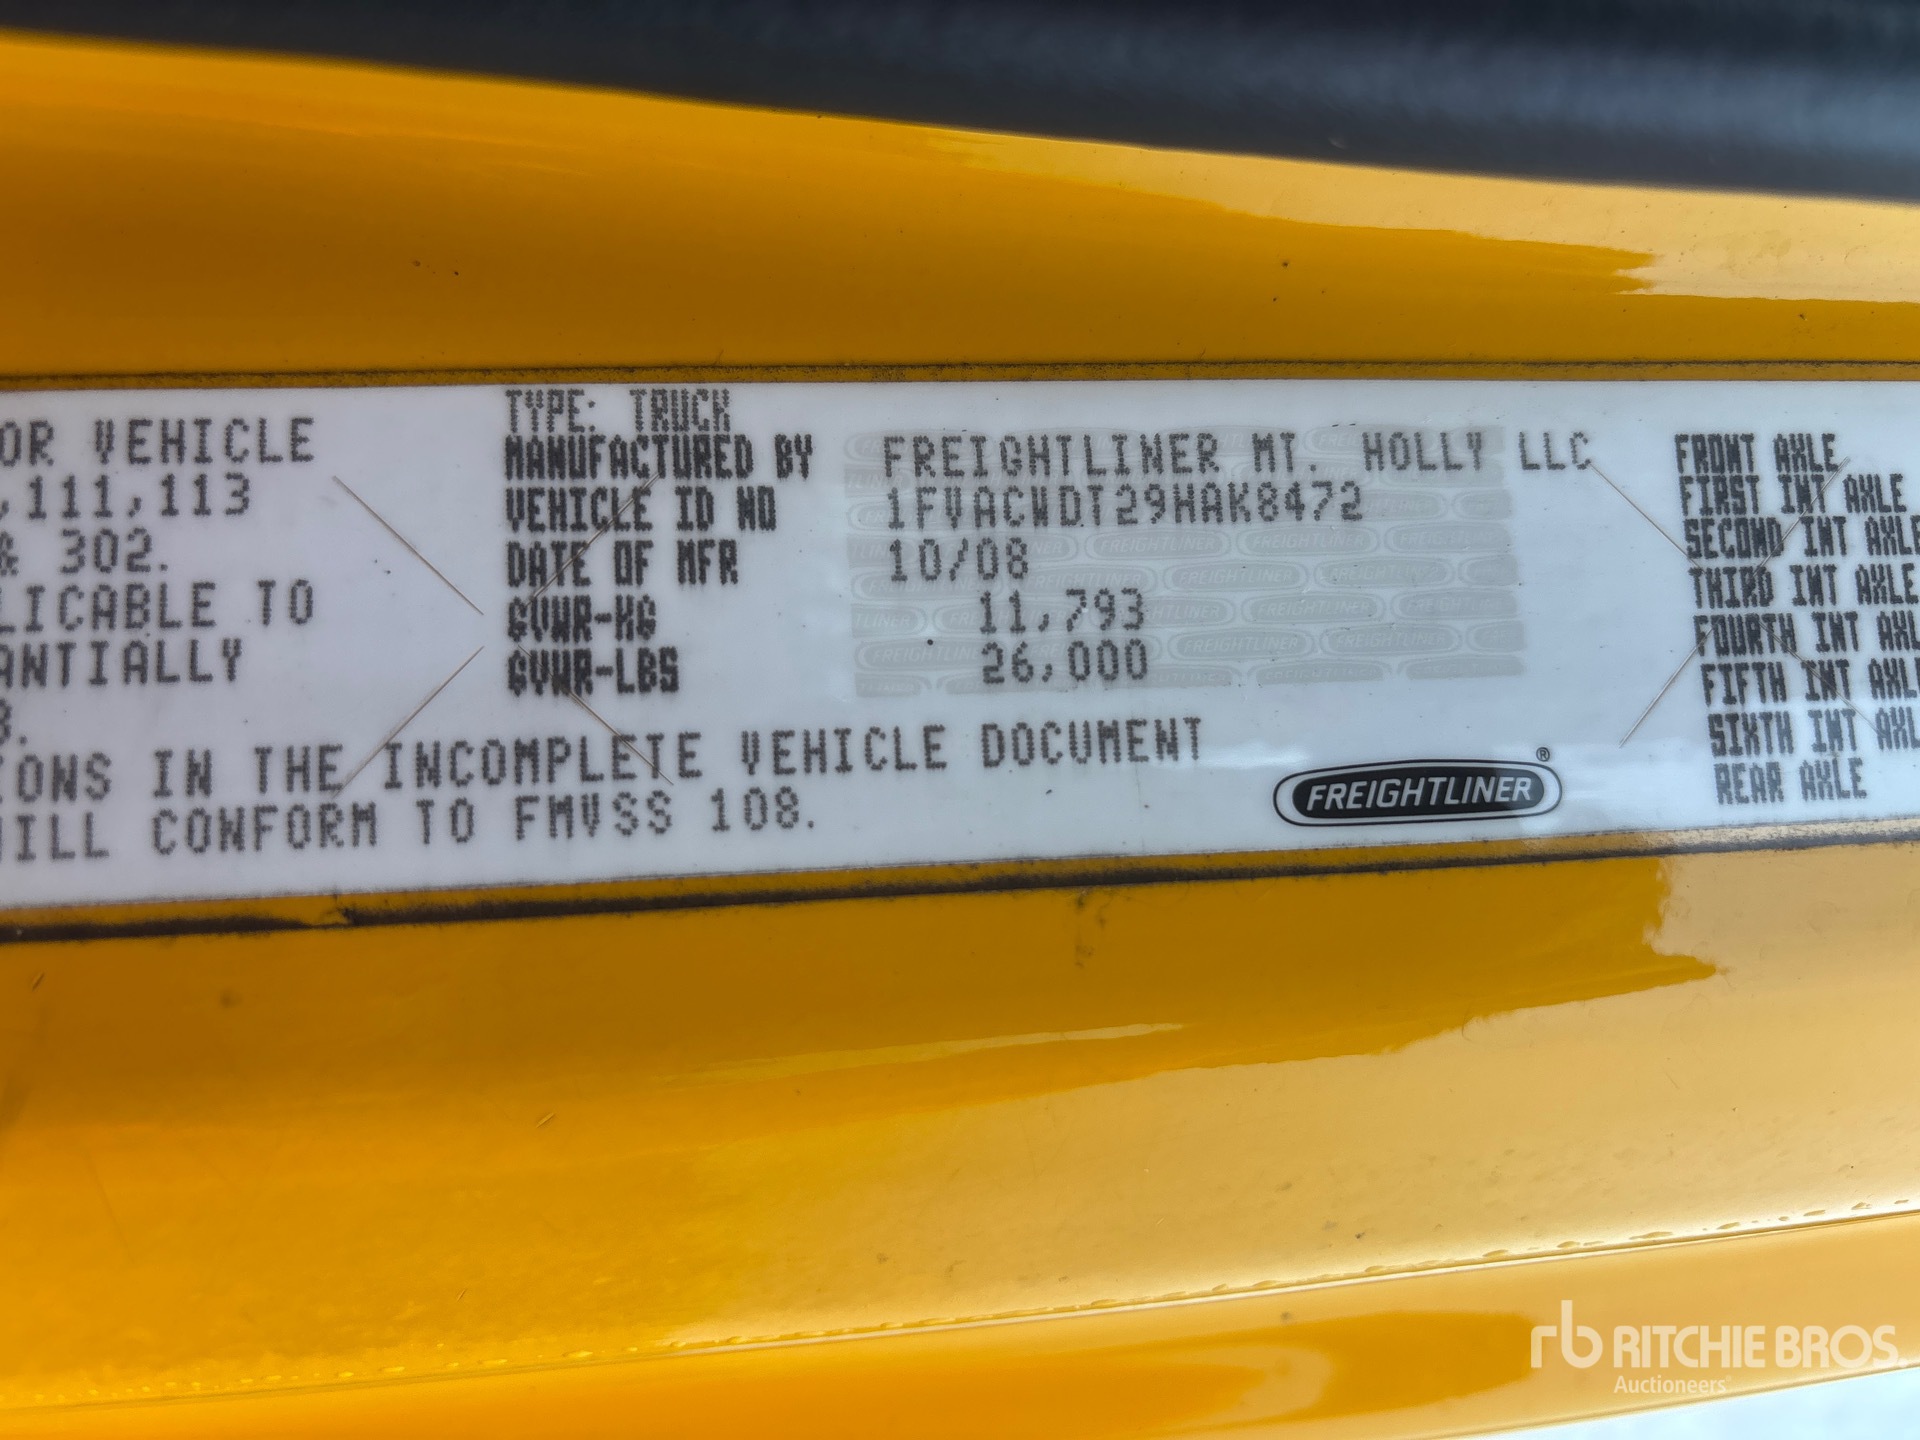 OR VEHICLE
,111,113
& 302.
LICABLE TO
ANTIALLY
3.
IONS IN THE INCOMPLETE VEHICLE DOCUMENT
WILL CONFORM TO FMVSS 108.
TYPE: TRUCK
MANUFACTURED BY FREIGHTLINER MT. HOLLY LLC
VEHICLE ID NO 1FVACWDT29HAK8472
DATE OF MFR 10/08
GVWR-KG 11,793
GVWR-LBS 26,000
FREIGHTLINER®
FRONT AXLE
FIRST INT AXLE
SECOND INT AXLE
THIRD INT AXLE
FOURTH INT AXL
FIFTH INT AXL
SIXTH INT AXL
REAR AXLE
rb RITCHIE BROS.
Auctioneers